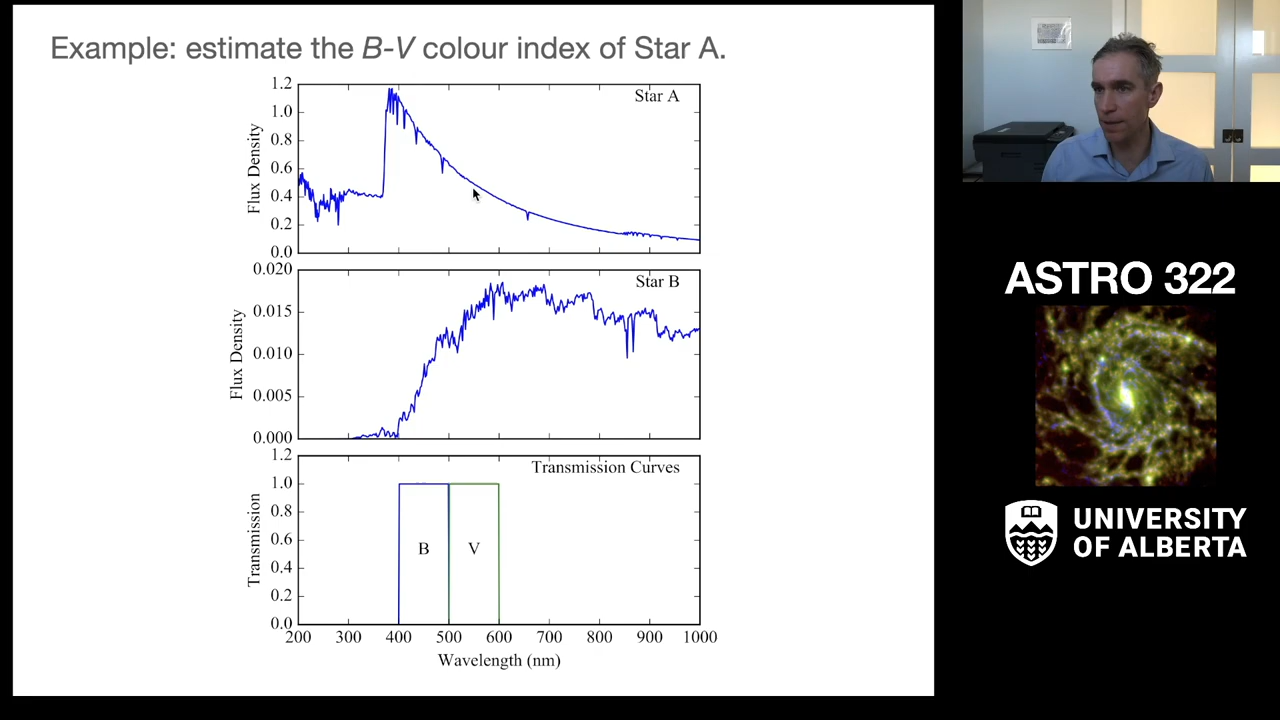 Example: estimate the B-V colour index of Star A.
1.2
1.0
0.8
0.6
0.4
0.2
0.0
Flux Density
Star A
0.020
0.015
0.010
0.005
0.000
Flux Density
Star B
1.2
1.0
0.8
0.6
0.4
0.2
0.0
Transmission
Transmission Curves
B
V
200 300 400 500 600 700 800 900 1000
Wavelength (nm)
ASTRO 322
UNIVERSITY
OF ALBERTA